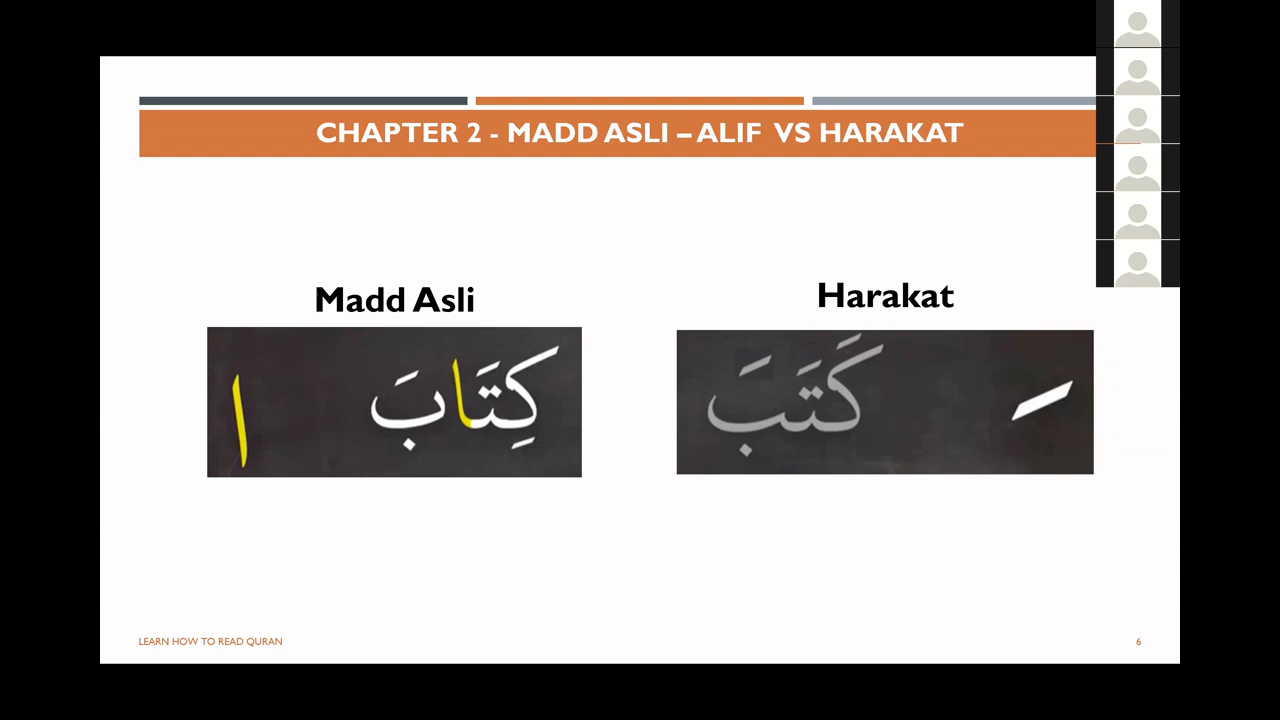 CHAPTER 2 - MADD ASLI – ALIF VS HARAKAT
Madd Asli
Harakat
ا كِتَابَ
كَتَبَ َ
LEARN HOW TO READ QURAN
6